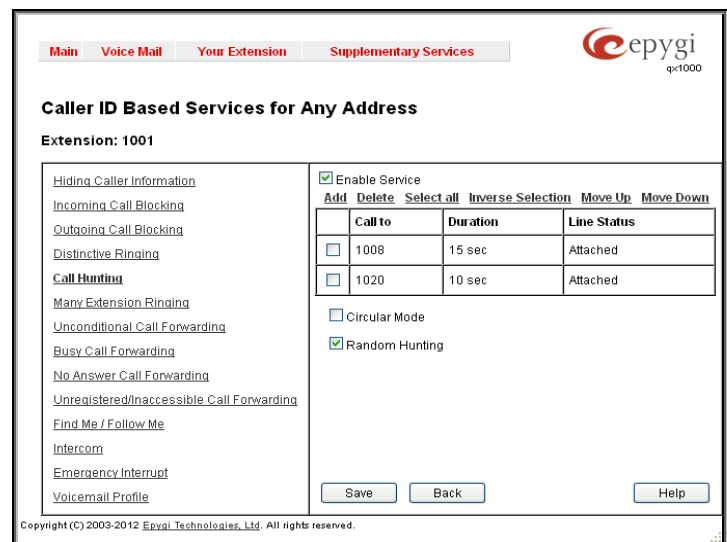 Main Voice Mail Your Extension Supplementary Services
epygi
qx1000
Caller ID Based Services for Any Address
Extension: 1001
Hiding Caller Information
Incoming Call Blocking
Outgoing Call Blocking
Distinctive Ringing
Call Hunting
Many Extension Ringing
Unconditional Call Forwarding
Busy Call Forwarding
No Answer Call Forwarding
Unregistered/Inaccessible Call Forwarding
Find Me / Follow Me
Intercom
Emergency Interrupt
Voicemail Profile
Enable Service
Add Delete Select all Inverse Selection Move Up Move Down
Call to Duration Line Status
1008 15 sec Attached
1020 10 sec Attached
Circular Mode
Random Hunting
Save Back Help
Copyright (C) 2003-2012 Epygi Technologies, Ltd. All rights reserved.